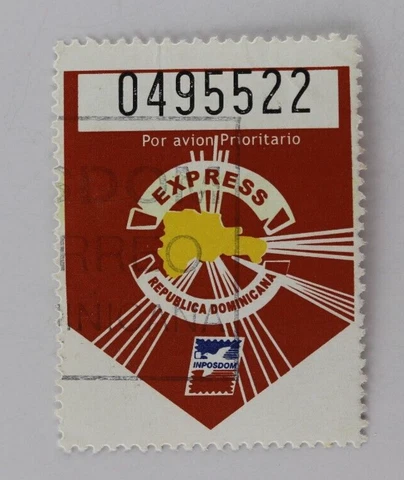 0495522
Por avion Prioritario
EXPRESS
REPUBLICA DOMINICANA
INPOSDOM